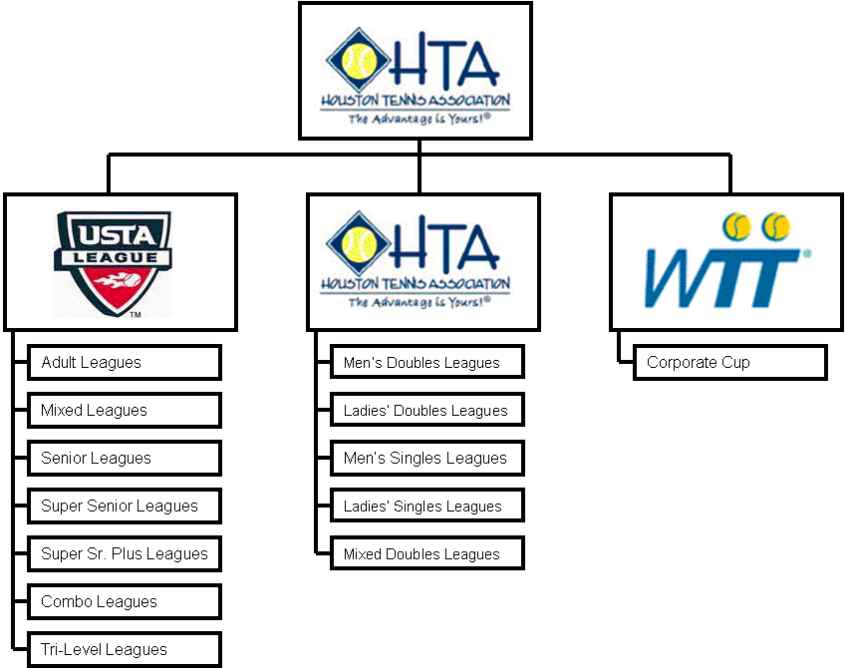 HTA
HOUSTON TENNIS ASSOCIATION
The Advantage is Yours!®
USTA
LEAGUE
TM
Adult Leagues
Mixed Leagues
Senior Leagues
Super Senior Leagues
Super Sr. Plus Leagues
Combo Leagues
Tri-Level Leagues
HTA
HOUSTON TENNIS ASSOCIATION
The Advantage is Yours!®
Men's Doubles Leagues
Ladies' Doubles Leagues
Men's Singles Leagues
Ladies' Singles Leagues
Mixed Doubles Leagues
WTT®
Corporate Cup